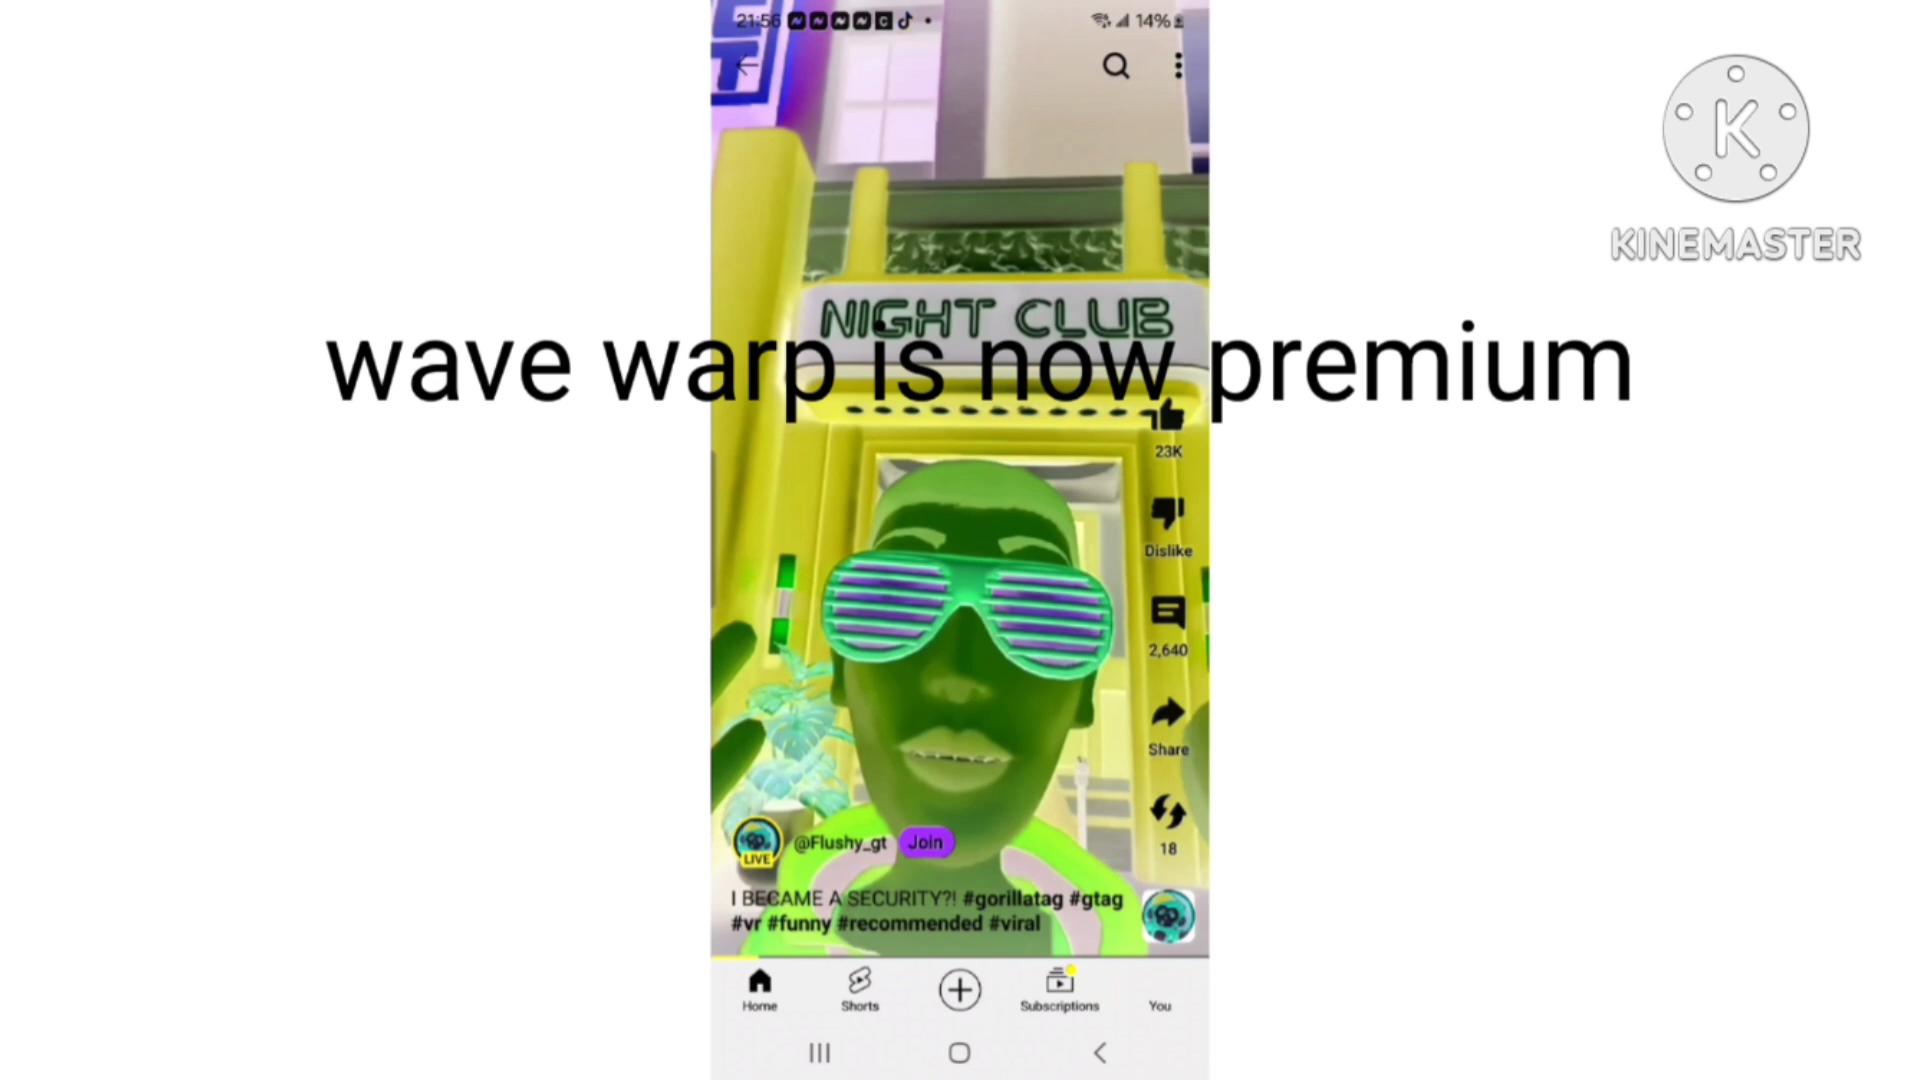 21:56
14%
NIGHT CLUB
K
KINEMASTER
wave warp is now premium
23K
Dislike
2,640
Share
18
LIVE
@Flushy_gt Join
I BECAME A SECURITY?! #gorillatag #gtag
#vr #funny #recommended #viral
Home Shorts Subscriptions You